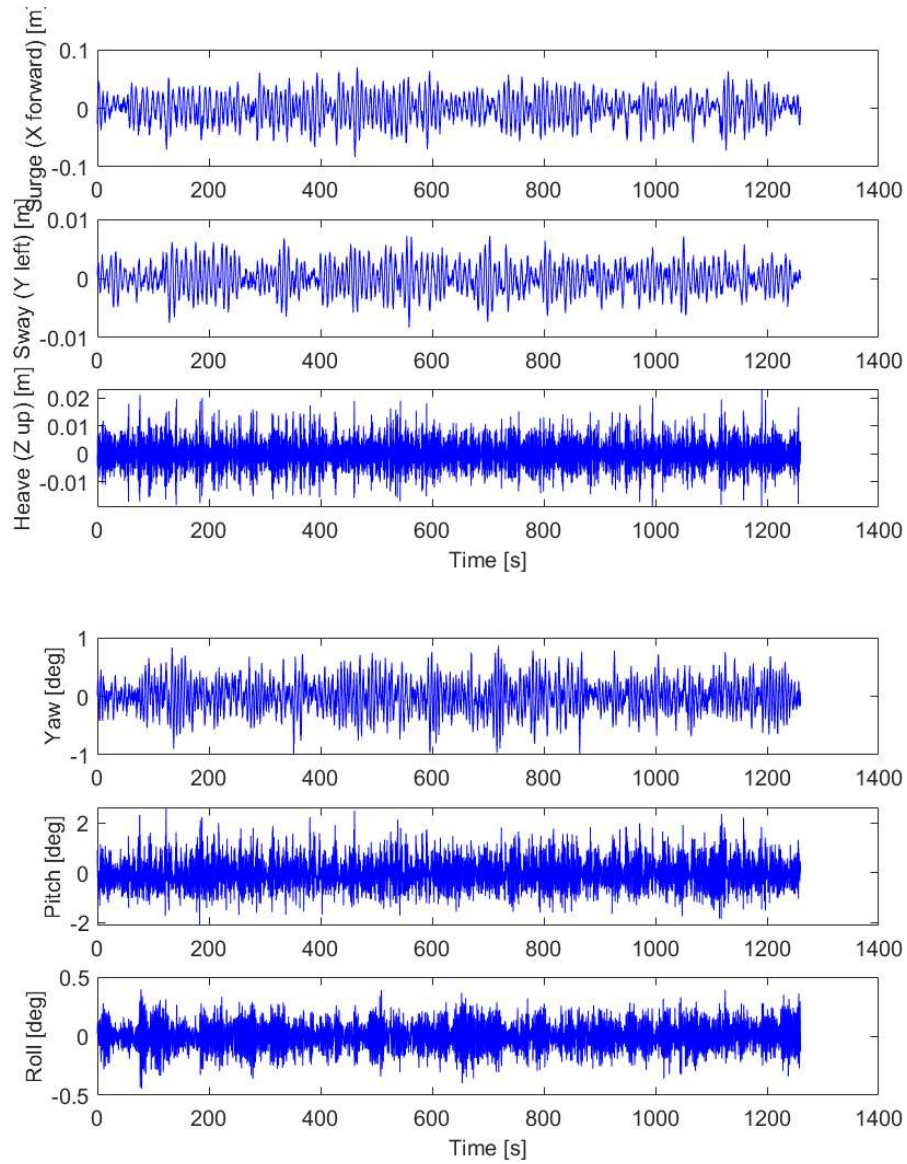 Surge (X forward) [m]
0.1
0
-0.1
0 200 400 600 800 1000 1200 1400
Sway (Y left) [m]
0.01
0
-0.01
0 200 400 600 800 1000 1200 1400
Heave (Z up) [m]
0.02
0.01
0
-0.01
0 200 400 600 800 1000 1200 1400
Time [s]
Yaw [deg]
1
0
-1
0 200 400 600 800 1000 1200 1400
Pitch [deg]
2
0
-2
0 200 400 600 800 1000 1200 1400
Roll [deg]
0.5
0
-0.5
0 200 400 600 800 1000 1200 1400
Time [s]